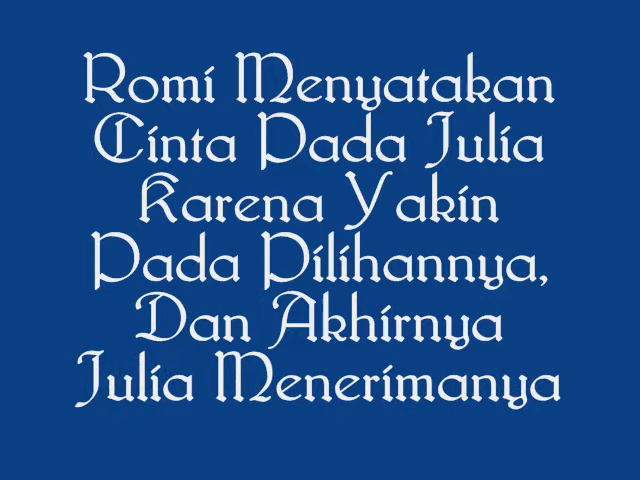 Romi Menyatakan
Cinta Pada Julia
Karena Yakin
Pada Pilihannya,
Dan Akhirnya
Julia Menerimanya